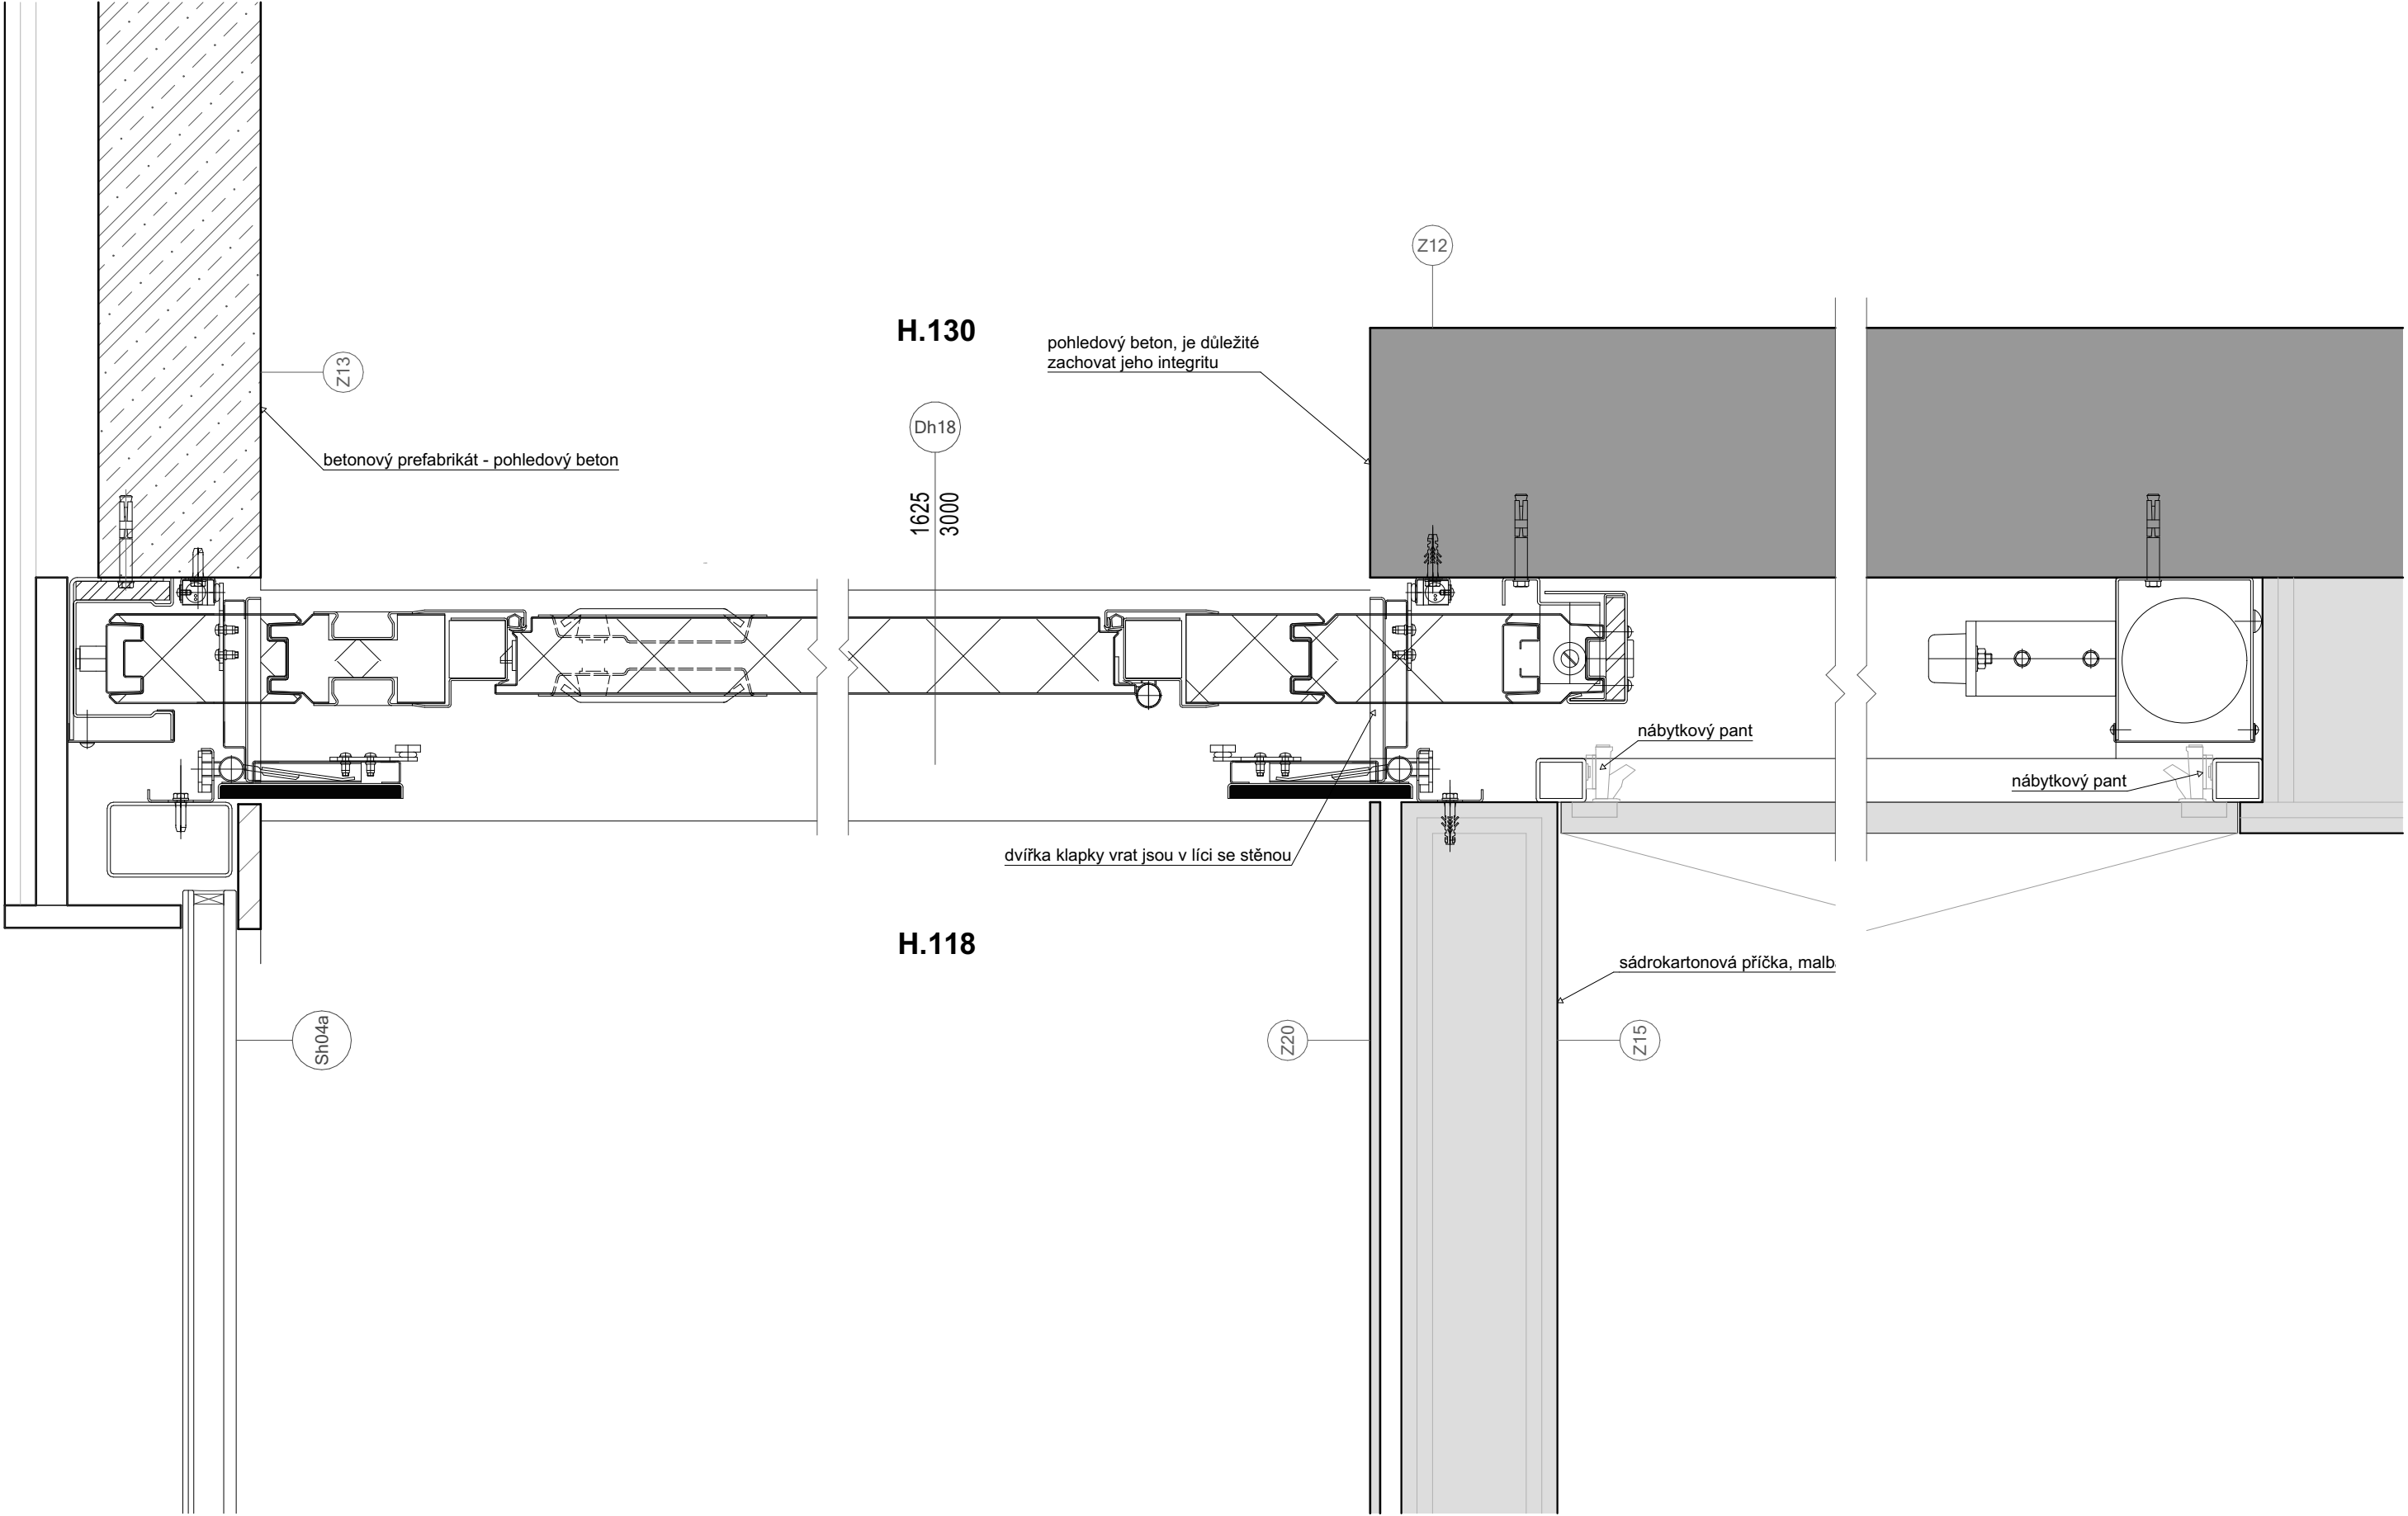 Z12
H.130
pohledový beton, je důležité
zachovat jeho integritu
Z13
Dh18
betonový prefabrikát - pohledový beton
1625
3000
nábytkový pant
nábytkový pant
dvířka klapky vrat jsou v líci se stěnou
H.118
sádrokartonová příčka,
Sh04a
Z20
Z15